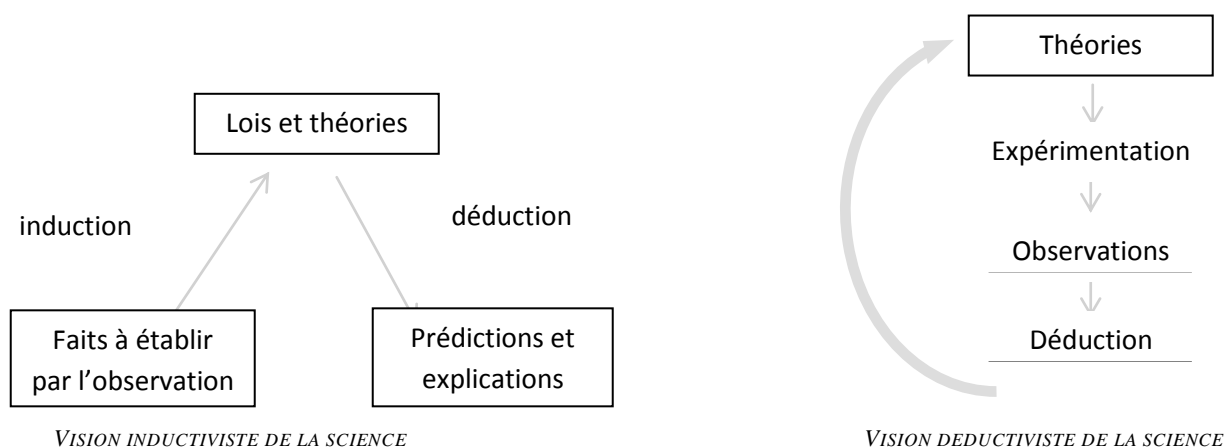 Lois et théories
induction
déduction
Faits à établir
par l’observation
Prédictions et
explications
VISION INDUCTIVISTE DE LA SCIENCE
Théories
Expérimentation
Observations
Déduction
VISION DEDUCTIVISTE DE LA SCIENCE